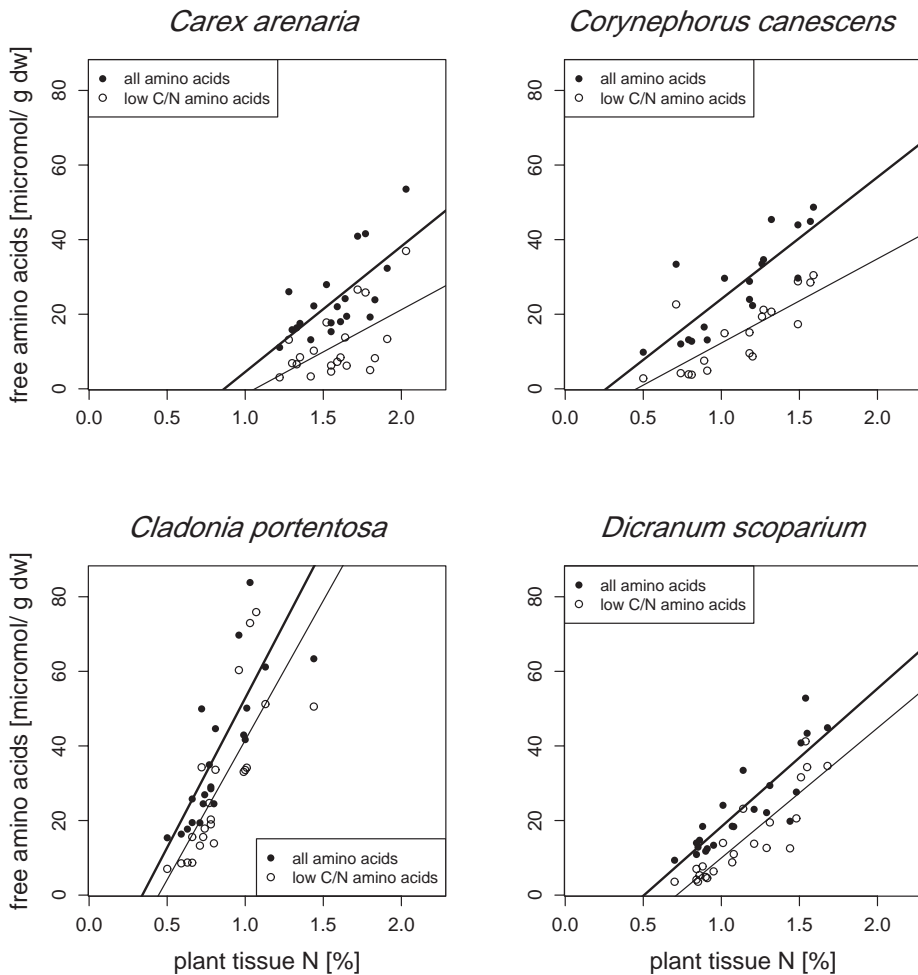 Carex arenaria
Corynephorus canescens
free amino acids [micromol/ g dw]
0 20 40 60 80
all amino acids
low C/N amino acids
0.0 0.5 1.0 1.5 2.0
0 20 40 60 80
all amino acids
low C/N amino acids
0.0 0.5 1.0 1.5 2.0
Cladonia portentosa
Dicranum scoparium
free amino acids [micromol/ g dw]
0 20 40 60 80
all amino acids
low C/N amino acids
0.0 0.5 1.0 1.5 2.0
plant tissue N [%]
0 20 40 60 80
all amino acids
low C/N amino acids
0.0 0.5 1.0 1.5 2.0
plant tissue N [%]